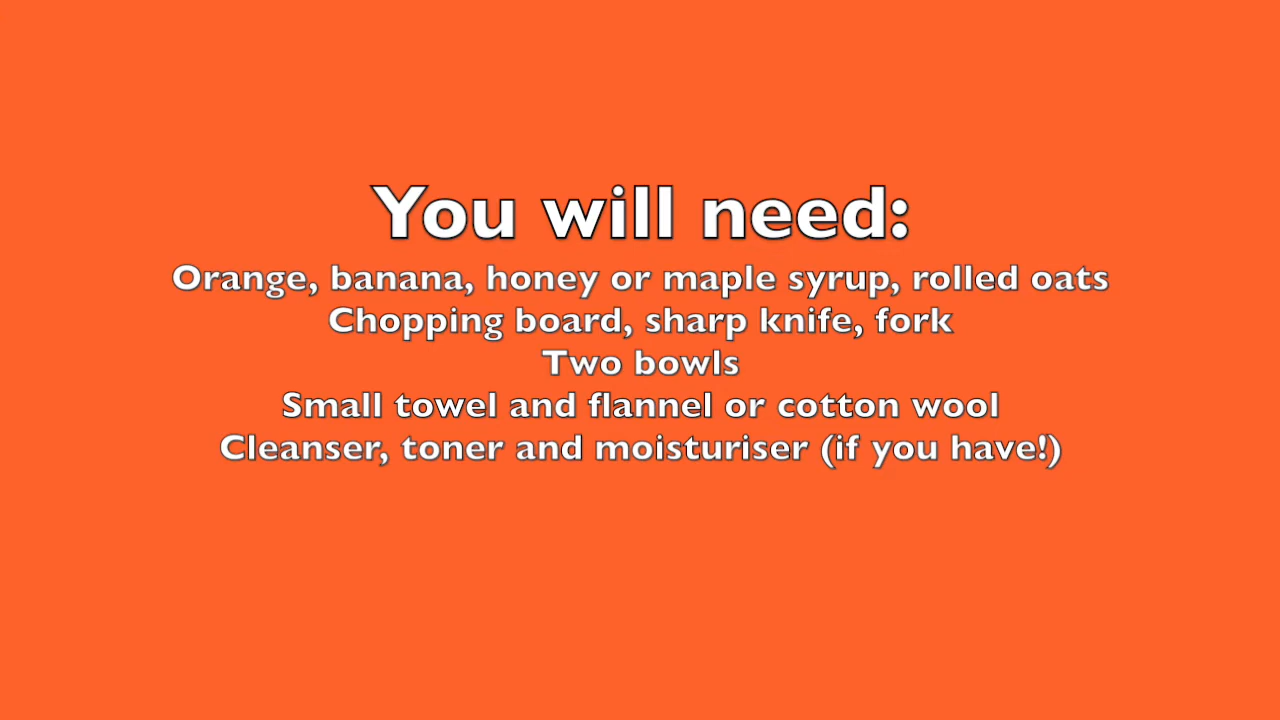 You will need:
Orange, banana, honey or maple syrup, rolled oats
Chopping board, sharp knife, fork
Two bowls
Small towel and flannel or cotton wool
Cleanser, toner and moisturiser (if you have!)